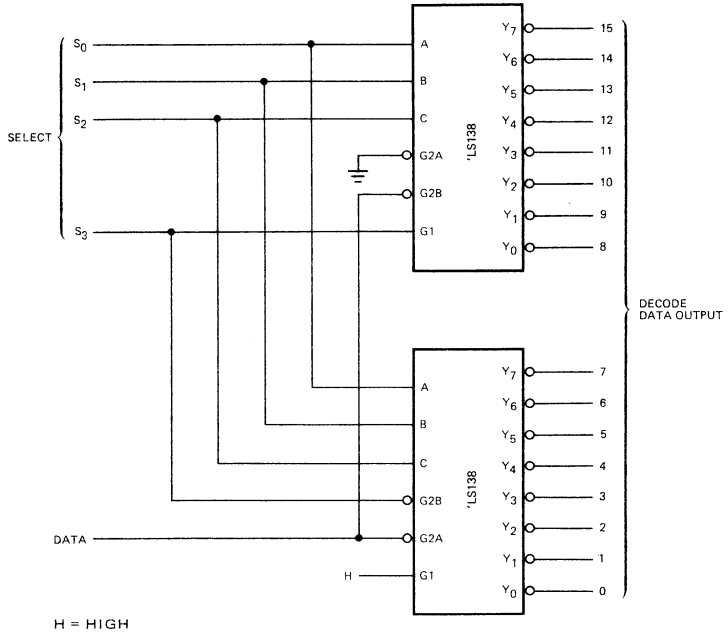 SELECT
S0
S1
S2
S3
A
B
C
G2A
G2B
G1
'LS138
Y7
Y6
Y5
Y4
Y3
Y2
Y1
Y0
15
14
13
12
11
10
9
8
DECODE
DATA OUTPUT
A
B
C
G2B
G2A
G1
'LS138
Y7
Y6
Y5
Y4
Y3
Y2
Y1
Y0
7
6
5
4
3
2
1
0
DATA
H
H = HIGH